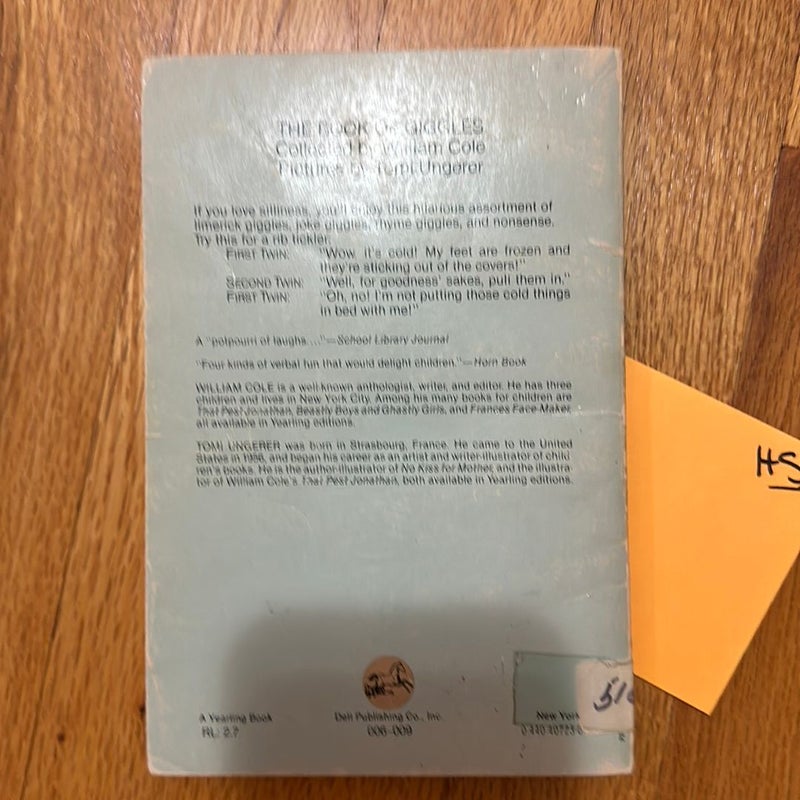 THE BOOK OF GIGGLES
Collected by William Cole
Pictures by Tomi Ungerer
If you love silliness, you'll enjoy this hilarious assortment of
limerick giggles, joke giggles, rhyme giggles, and nonsense.
Try this for a rib tickler:
FIRST TWIN: "Wow it's cold! My feet are frozen and
they're sticking out of the covers!"
SECOND TWIN: "Well, for goodness' sakes, pull them in,"
FIRST TWIN: "Oh, no! I'm not putting those cold things
in bed with me!"
A "potpourri of laughs...."—School Library Journal
"Four kinds of verbal fun that would delight children."—Horn Book
WILLIAM COLE is a well-known anthologist, writer, and editor. He has three
children and lives in New York City. Among his many books for children are
That Pest Jonathan, Beastly Boys and Ghastly Girls, and Frances Face-Maker,
all available in Yearling editions.
TOMI UNGERER was born in Strasbourg, France. He came to the United
States in 1956, and began his career as an artist and writer-illustrator of child-
ren's books. He is the author-illustrator of No Kiss for Mother, and the illustra-
tor of William Cole's That Pest Jonathan, both available in Yearling editions.
HS
A Yearling Book Dell Publishing Co., Inc. New York
RL: 2.7 006-009